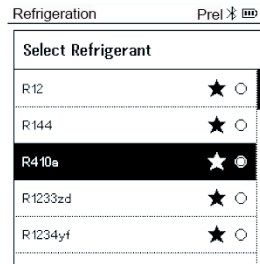 Refrigeration Prel
Select Refrigerant
R12
R144
R410a
R1233zd
R1234yf